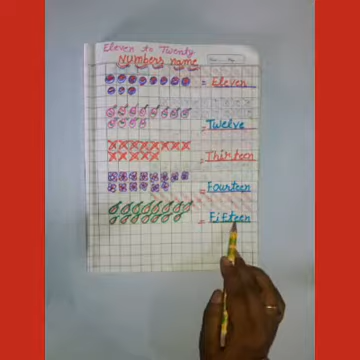 Eleven to Twenty
Numbers name
= Eleven
= Twelve
= Thirteen
= Fourteen
= Fifteen